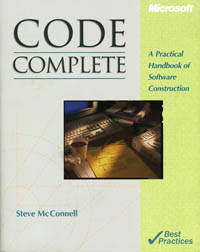 Microsoft
CODE
COMPLETE
A Practical
Handbook of
Software
Construction
Steve McConnell
Best
Practices